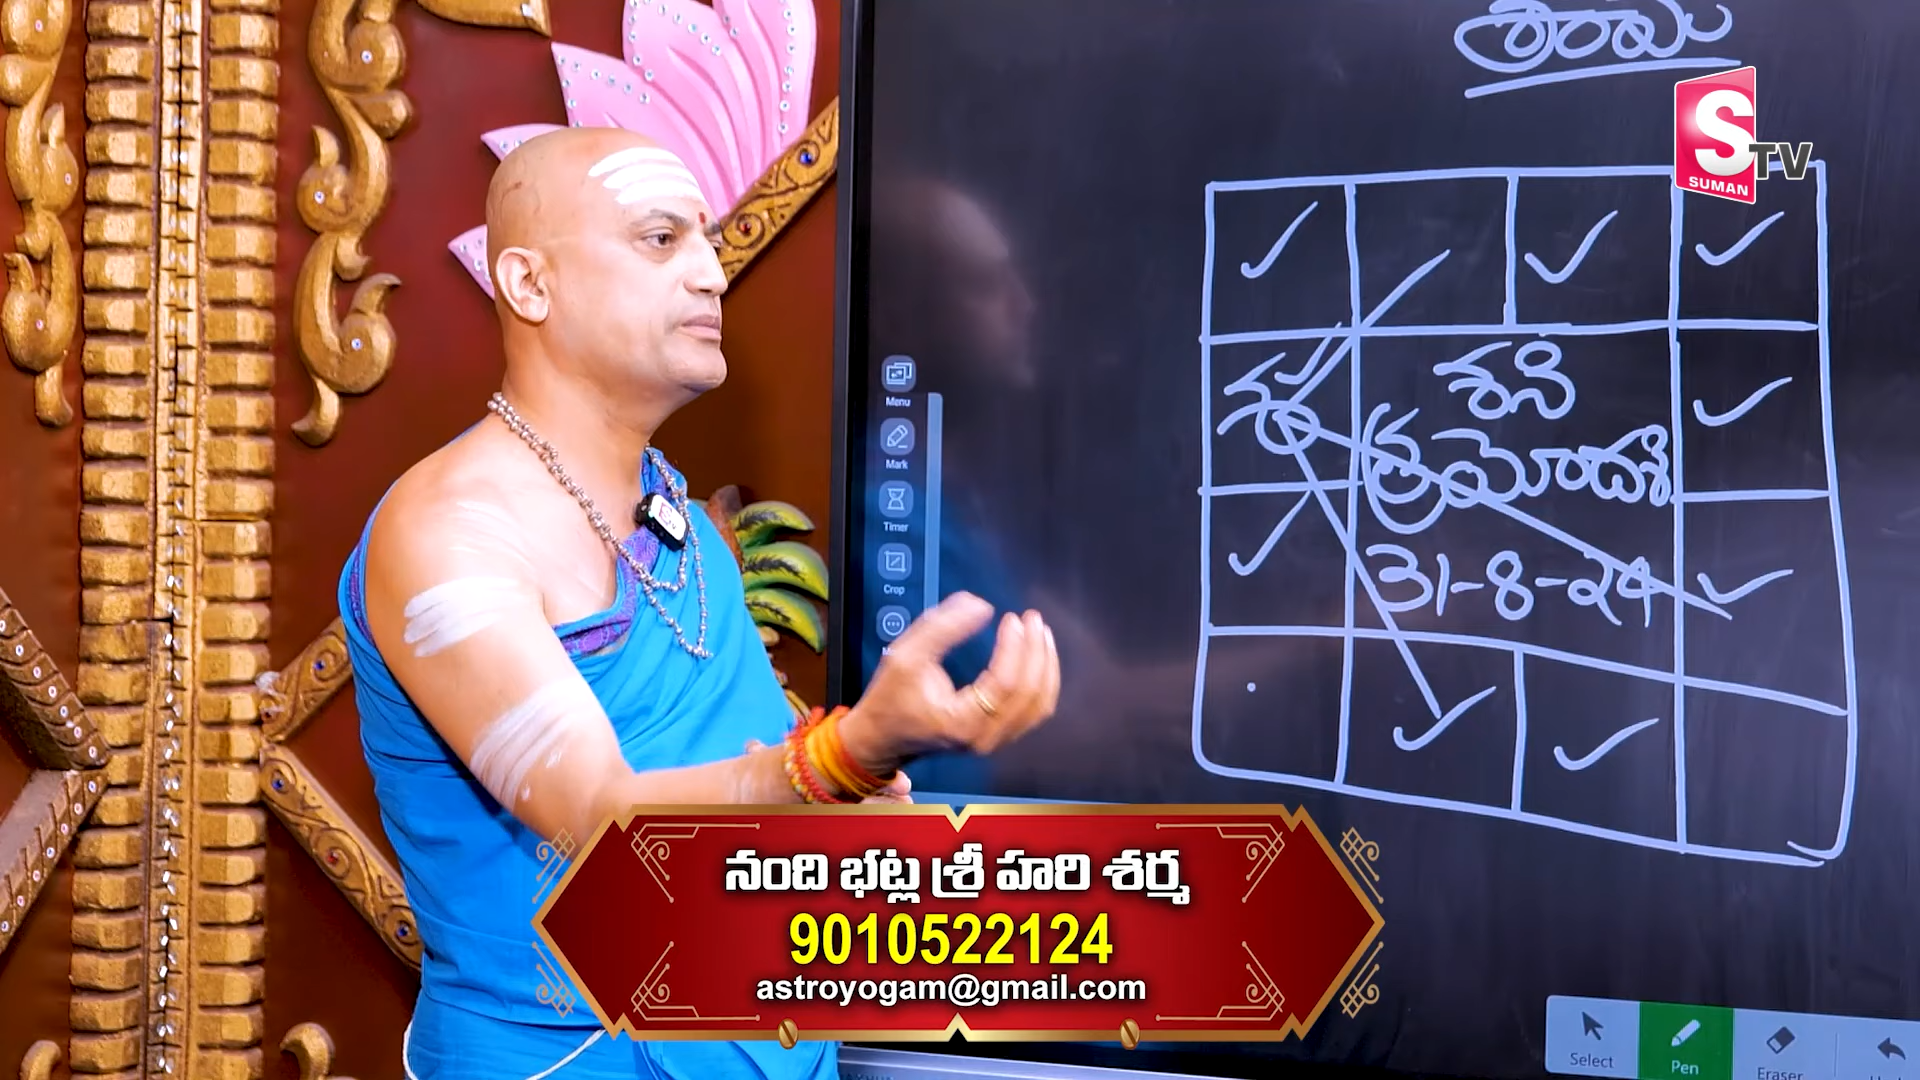 శ్రీరామ
S TV
SUMAN
శని
త్రయోదశి
31-8-24
శ
Menu
Mark
Timer
Crop
నంది భట్ల శ్రీ హరి శర్మ
9010522124
astroyogam@gmail.com
Select
Pen
Eraser